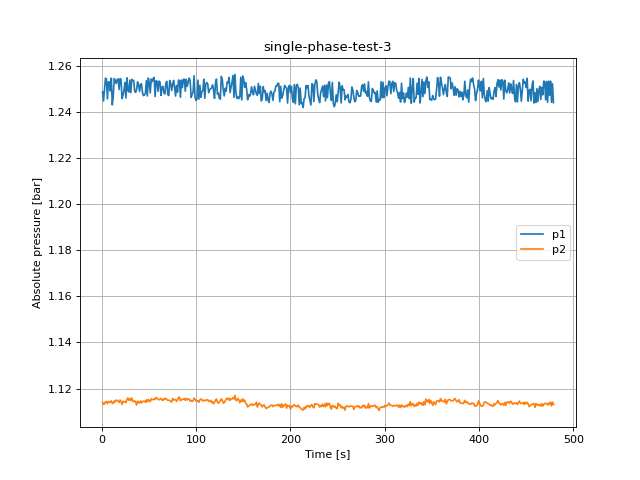 single-phase-test-3
Absolute pressure [bar]
1.26
1.24
1.22
1.20
1.18
1.16
1.14
1.12
p1
p2
0 100 200 300 400 500
Time [s]